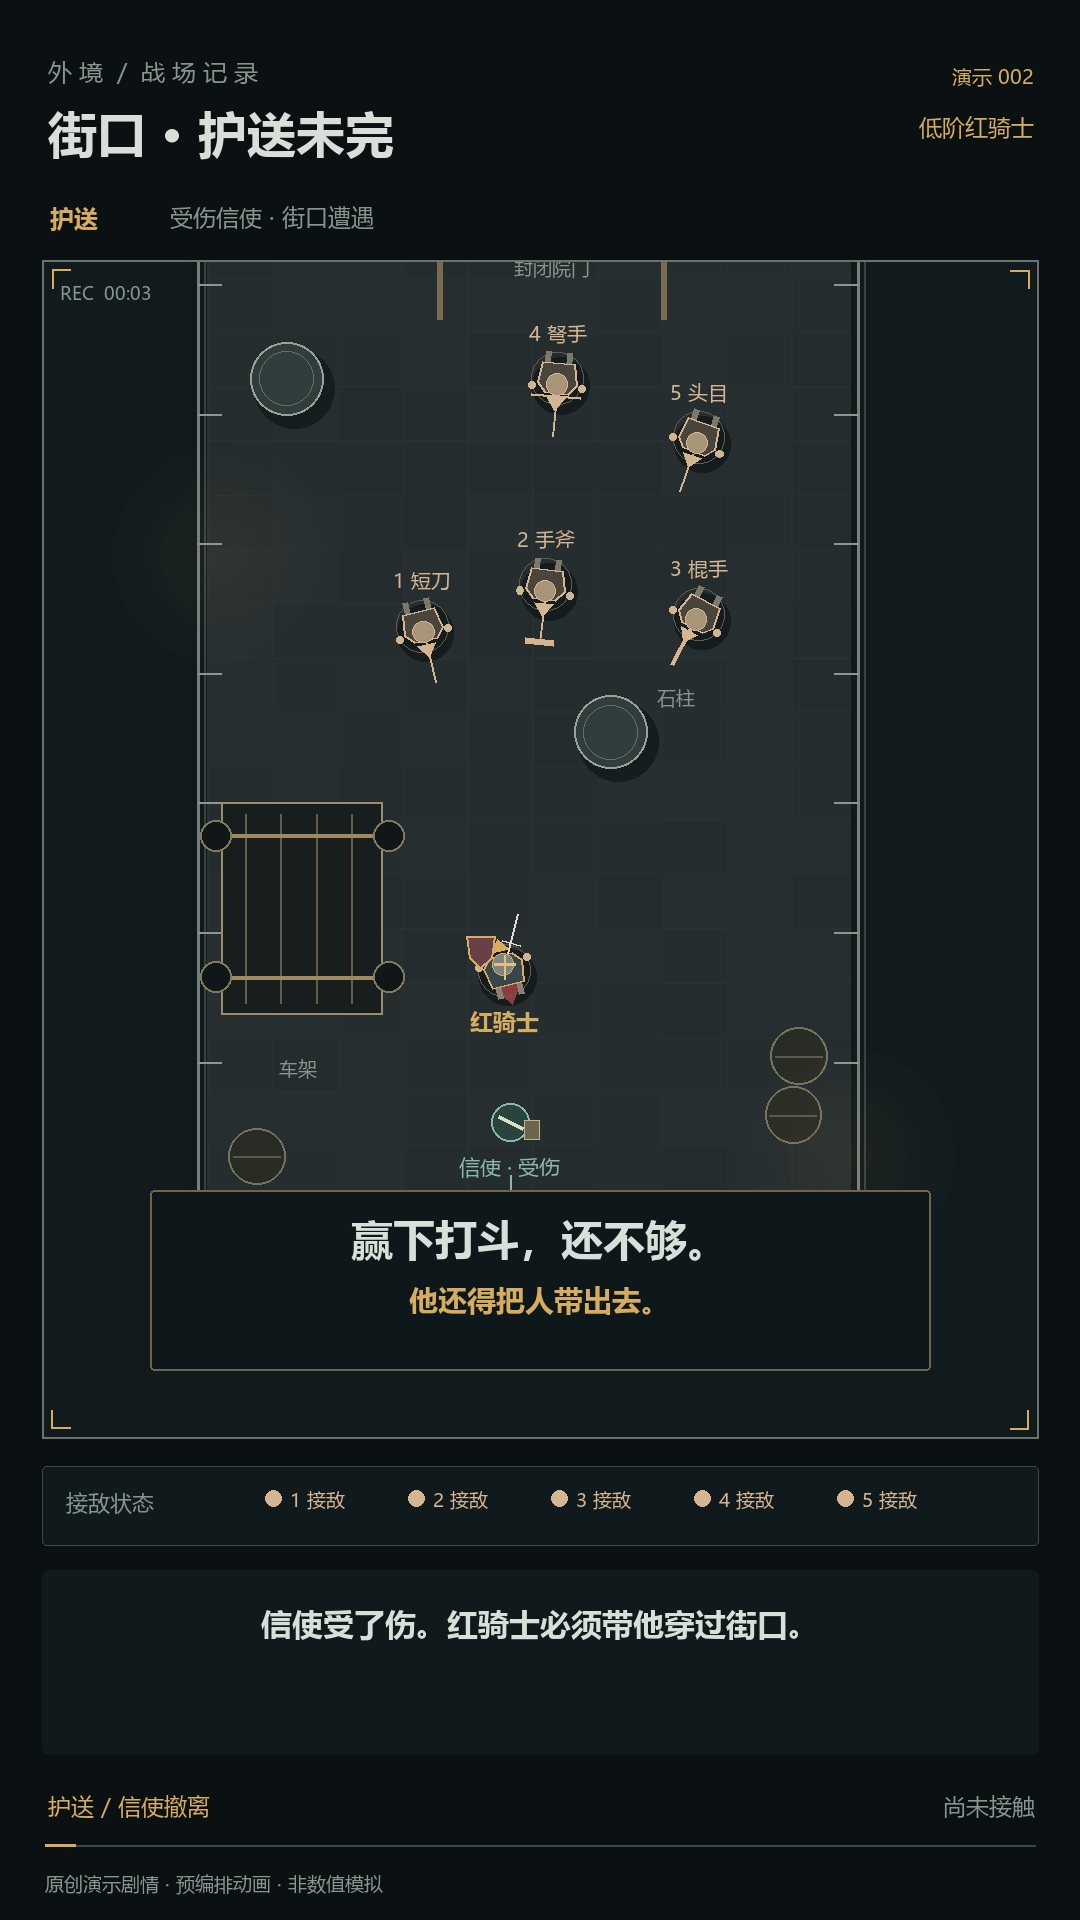 外境 / 战场记录
演示 002
街口·护送未完
低阶红骑士
护送 受伤信使·街口遭遇
封闭院门
REC 00:03
4 弩手
5 头目
2 手斧
3 棍手
1 短刀
石柱
红骑士
车架
信使·受伤
赢下打斗，还不够。
他还得把人带出去。
接敌状态 1 接敌 2 接敌 3 接敌 4 接敌 5 接敌
信使受了伤。红骑士必须带他穿过街口。
护送 / 信使撤离 尚未接触
原创演示剧情·预编排动画·非数值模拟